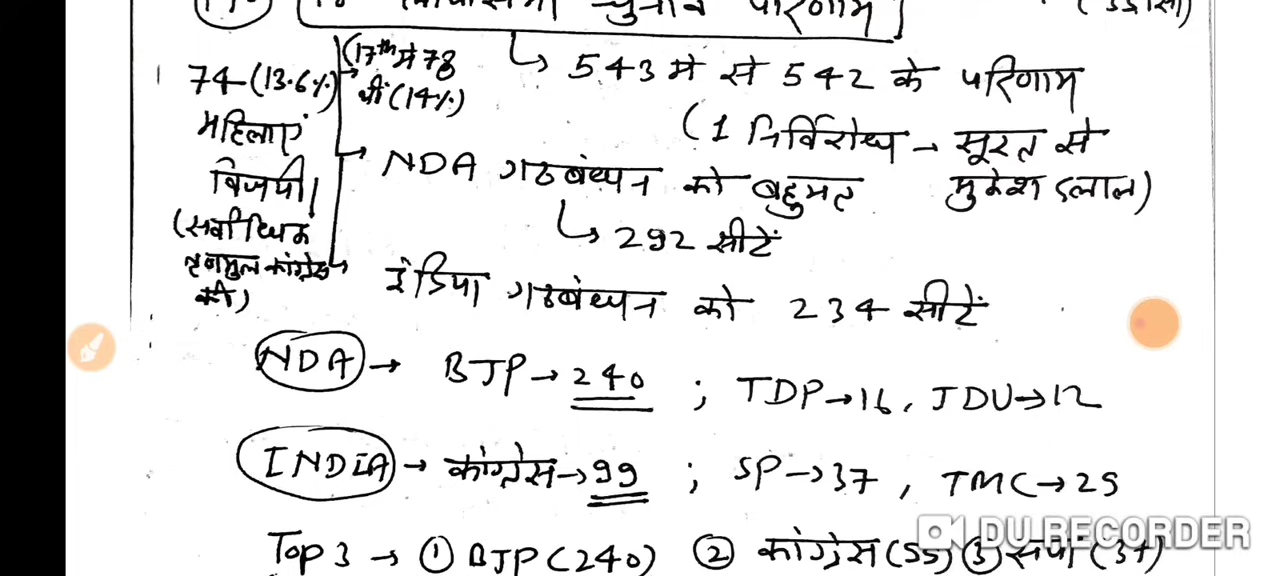 चुनाव परिणाम
74-(13.6%) (17th मे 78
थी (14%)
↳ 543 मे से 542 के परिणाम
महिलाएं
विजयी।
(सर्वाधिक
तृणमूल कांग्रेस
की)
(1 निर्विरोध - सूरत से
मुकेश दलाल)
→ NDA गठबंधन को बहुमत
↳ 292 सीटें
→ इंडिया गठबंधन को 234 सीटें
NDA → BJP → 240 ; TDP → 16, JDU → 12
INDIA → कांग्रेस → 99 ; SP → 37, TMC → 29
Top 3 → ① BJP (240) ② कांग्रेस (99) ③ सपा (37)
DU RECORDER